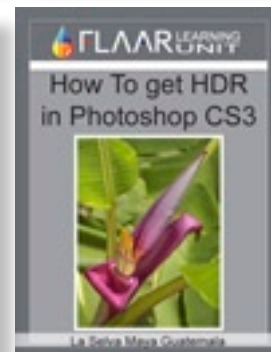 FLAAR LEARNING
UNIT
How To get HDR
in Photoshop CS3
La Selva Maya Guatemala